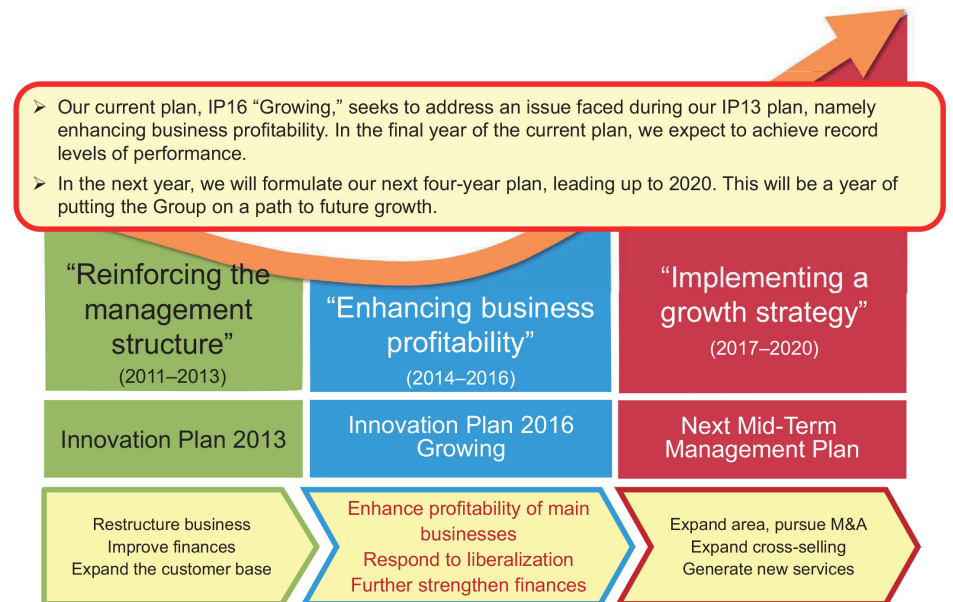 ➢ Our current plan, IP16 “Growing,” seeks to address an issue faced during our IP13 plan, namely
enhancing business profitability. In the final year of the current plan, we expect to achieve record
levels of performance.
➢ In the next year, we will formulate our next four-year plan, leading up to 2020. This will be a year of
putting the Group on a path to future growth.
“Reinforcing the
management
structure”
(2011–2013)
“Enhancing business
profitability”
(2014–2016)
“Implementing a
growth strategy”
(2017–2020)
Innovation Plan 2013
Innovation Plan 2016
Growing
Next Mid-Term
Management Plan
Restructure business
Improve finances
Expand the customer base
Enhance profitability of main
businesses
Respond to liberalization
Further strengthen finances
Expand area, pursue M&A
Expand cross-selling
Generate new services